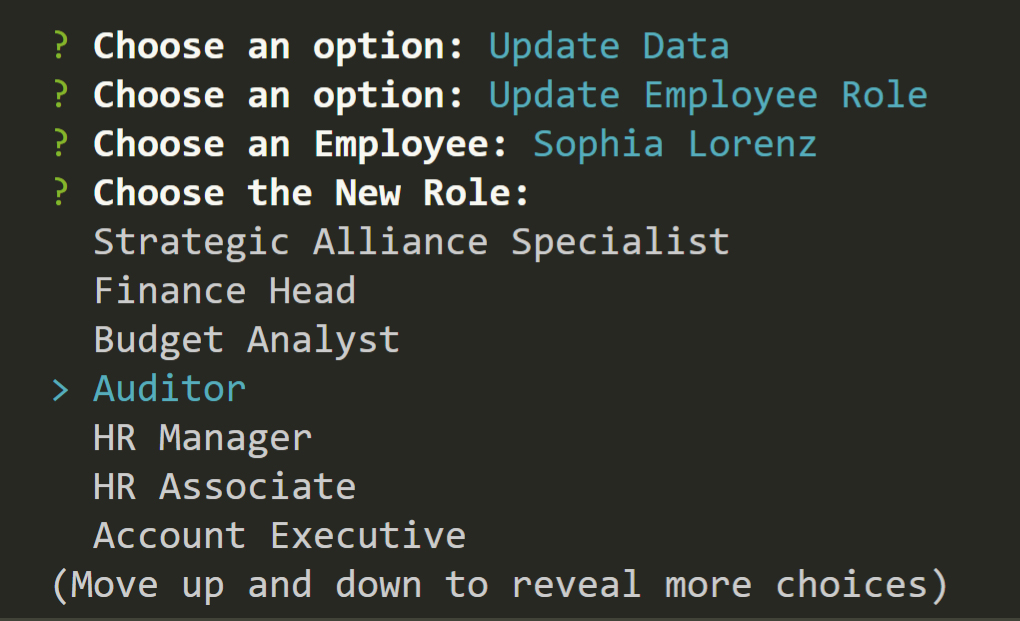 ? Choose an option: Update Data
? Choose an option: Update Employee Role
? Choose an Employee: Sophia Lorenz
? Choose the New Role:
Strategic Alliance Specialist
Finance Head
Budget Analyst
> Auditor
HR Manager
HR Associate
Account Executive
(Move up and down to reveal more choices)